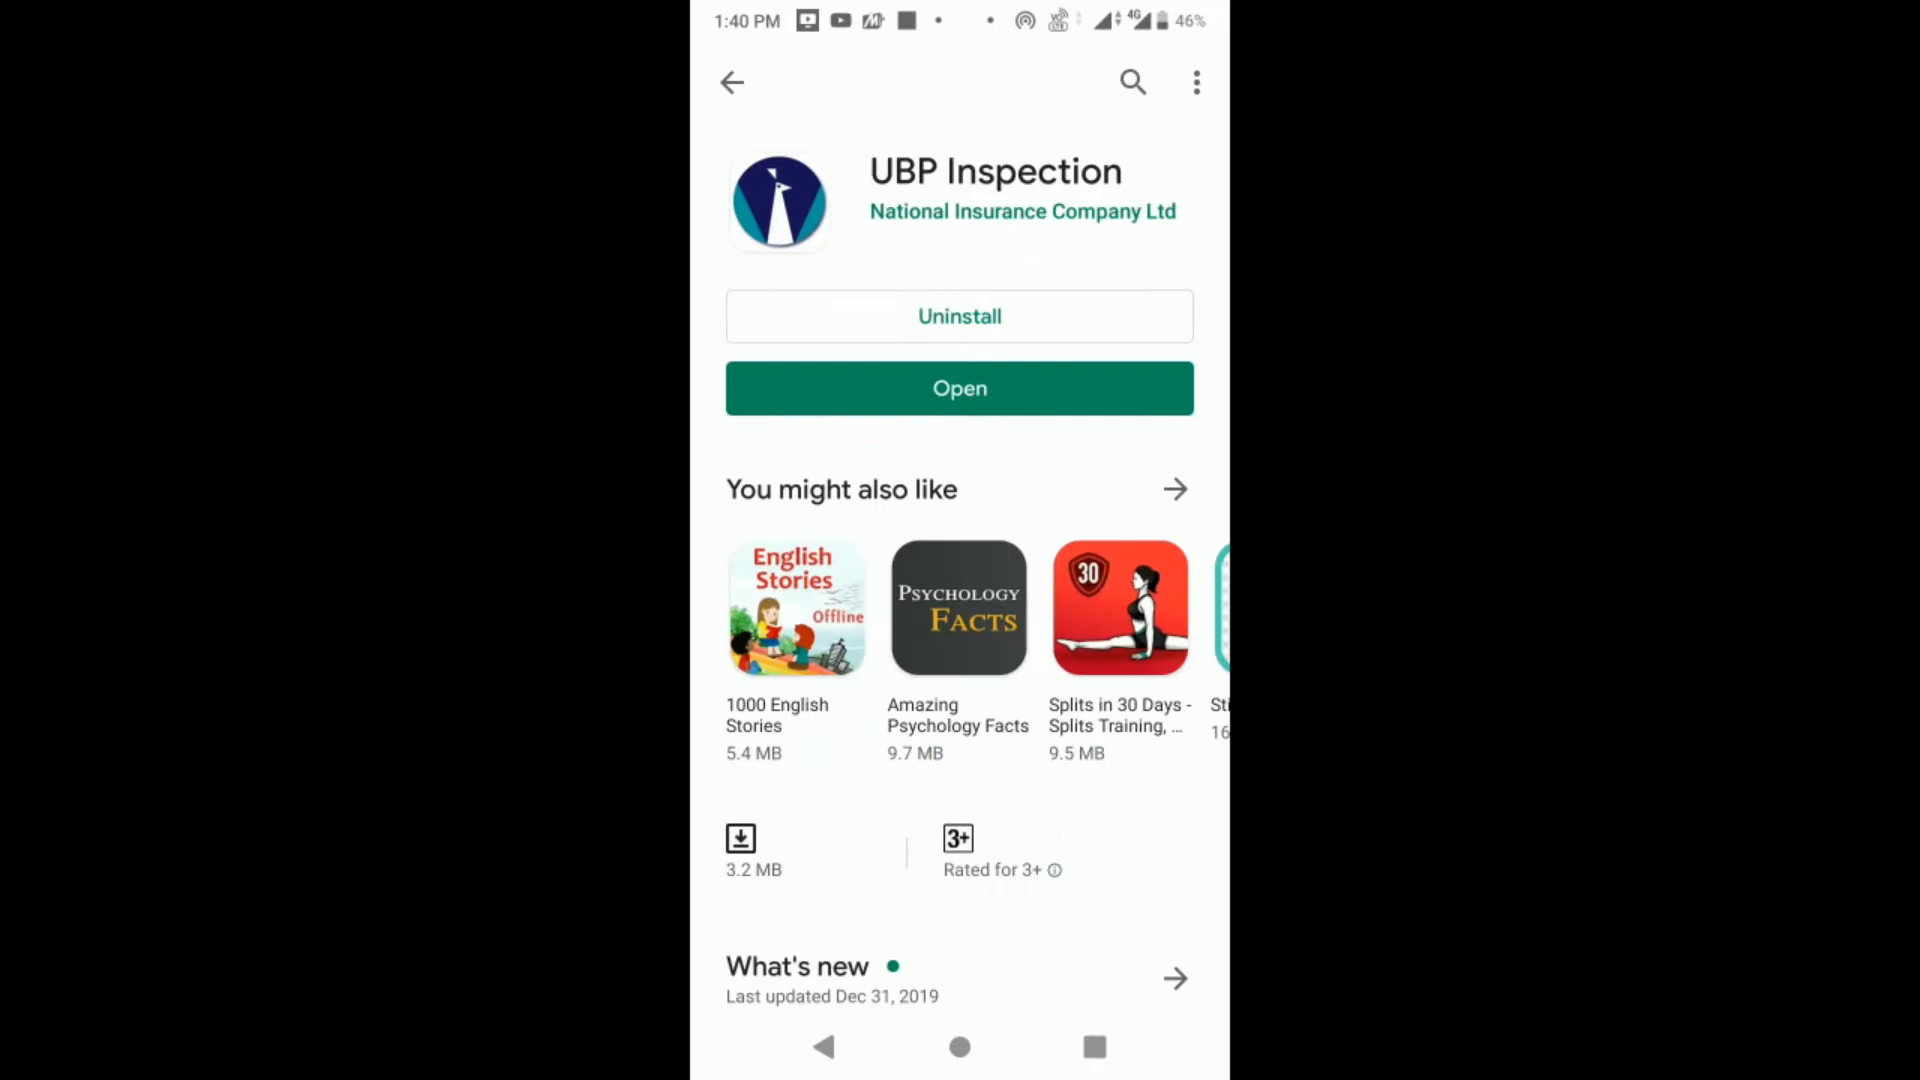 1:40 PM
4G
46%
UBP Inspection
National Insurance Company Ltd
Uninstall
Open
You might also like
English
Stories
Offline
PSYCHOLOGY
FACTS
30
1000 English
Stories
5.4 MB
Amazing
Psychology Facts
9.7 MB
Splits in 30 Days -
Splits Training, ...
9.5 MB
Sti
16
3.2 MB
3+
Rated for 3+
What's new
Last updated Dec 31, 2019